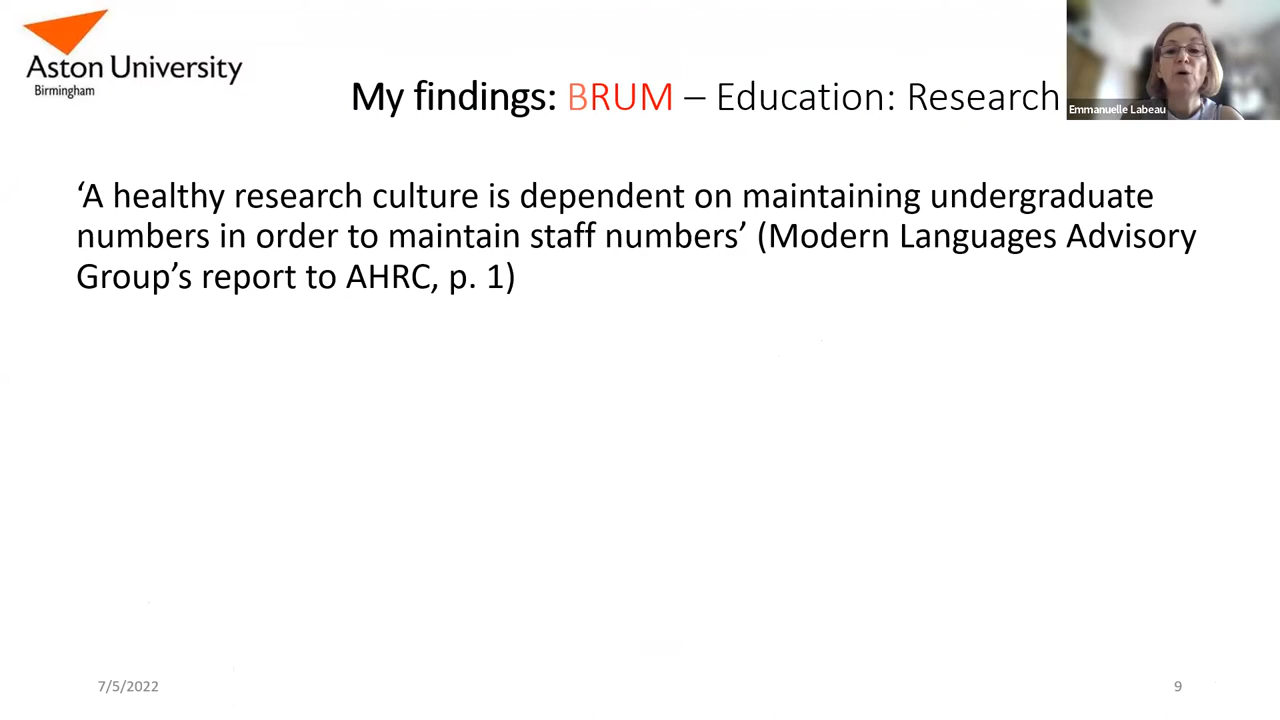 Aston University
Birmingham
My findings: BRUM – Education: Research
Emmanuelle Labeau
‘A healthy research culture is dependent on maintaining undergraduate
numbers in order to maintain staff numbers’ (Modern Languages Advisory
Group’s report to AHRC, p. 1)
7/5/2022
9